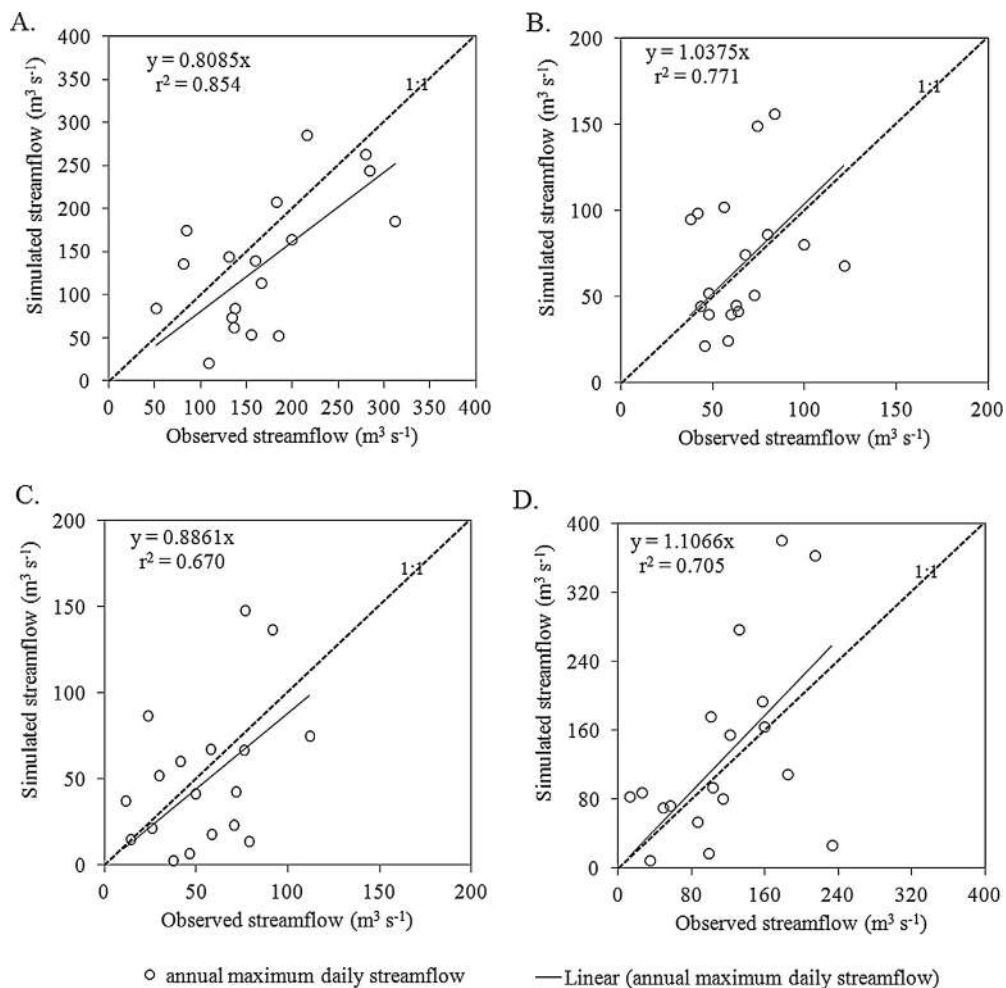 A.
y = 0.8085x
r² = 0.854
1:1
400
350
300
250
200
150
100
50
0
0 50 100 150 200 250 300 350 400
Simulated streamflow (m³ s⁻¹)
Observed streamflow (m³ s⁻¹)
B.
y = 1.0375x
r² = 0.771
1:1
200
150
100
50
0
0 50 100 150 200
Simulated streamflow (m³ s⁻¹)
Observed streamflow (m³ s⁻¹)
C.
y = 0.8861x
r² = 0.670
1:1
200
150
100
50
0
0 50 100 150 200
Simulated streamflow (m³ s⁻¹)
Observed streamflow (m³ s⁻¹)
D.
y = 1.1066x
r² = 0.705
1:1
400
320
240
160
80
0
0 80 160 240 320 400
Simulated streamflow (m³ s⁻¹)
Observed streamflow (m³ s⁻¹)
annual maximum daily streamflow
Linear (annual maximum daily streamflow)